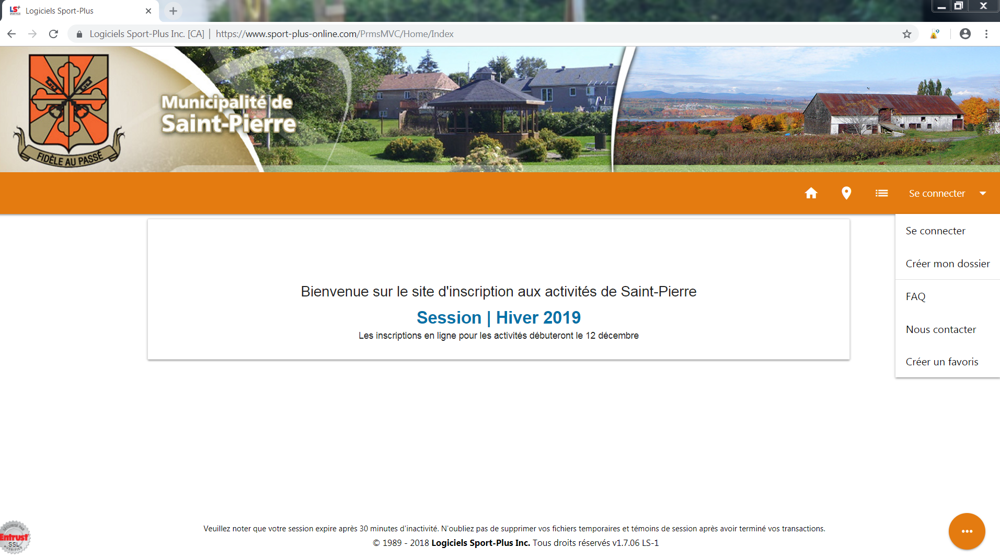 Logiciels Sport-Plus
Logiciels Sport-Plus Inc. [CA] | https://www.sport-plus-online.com/PrmsMVC/Home/Index
Municipalité de
Saint-Pierre
FIDÈLE AU PASSÉ
Se connecter
Se connecter
Créer mon dossier
FAQ
Nous contacter
Créer un favoris
Bienvenue sur le site d'inscription aux activités de Saint-Pierre
Session | Hiver 2019
Les inscriptions en ligne pour les activités débuteront le 12 décembre
Entrust
SSL
Veuillez noter que votre session expire après 30 minutes d'inactivité. N'oubliez pas de supprimer vos fichiers temporaires et témoins de session après avoir terminé vos transactions.
© 1989 - 2018 Logiciels Sport-Plus Inc. Tous droits réservés v1.7.06 LS-1